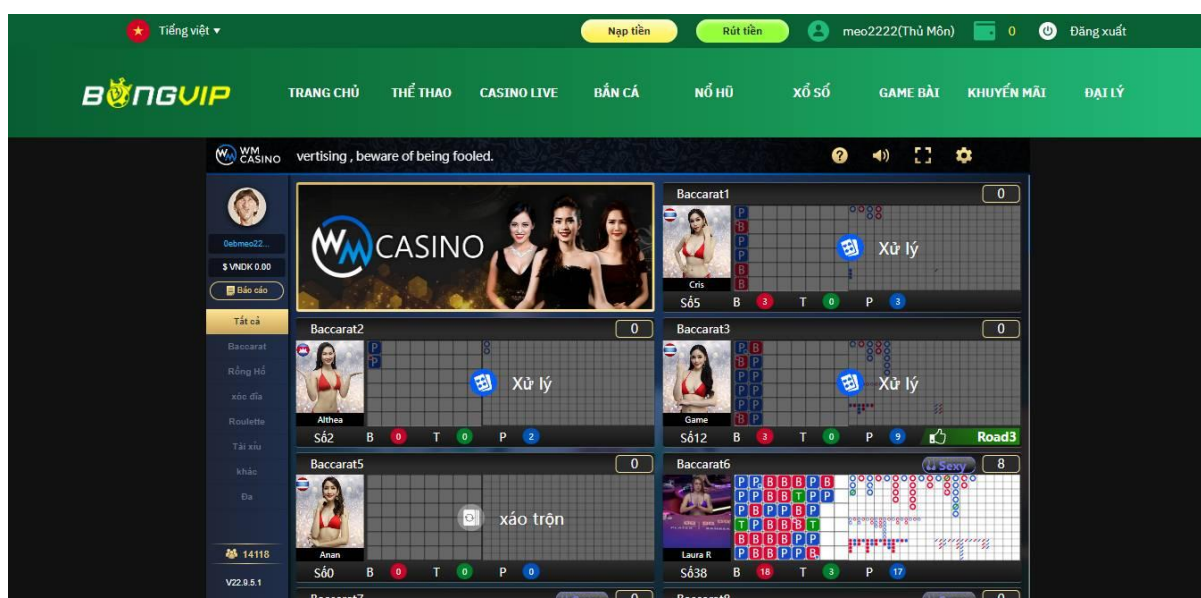 Tiếng việt ▾ Nạp tiền Rút tiền meo2222(Thủ Môn) 0 Đăng xuất
BONGVIP TRANG CHỦ THỂ THAO CASINO LIVE BẮN CÁ NỔ HŨ XỔ SỐ GAME BÀI KHUYẾN MÃI ĐẠI LÝ
WM CASINO vertising , beware of being fooled.
0ebmeo22...
$ VNDK 0.00
Báo cáo
Tất cả
Baccarat
Rồng Hổ
xóc dĩa
Roulette
Tài xỉu
khác
Đa
14118
V22.9.5.1
WM CASINO
Baccarat1 0
Xử lý
Cris
Số5 B 3 T 0 P 3
Baccarat2 0
Xử lý
Althea
Số2 B 0 T 0 P 2
Baccarat3 0
Xử lý
Game
Số12 B 3 T 0 P 9 Road3
Baccarat5 0
xáo trộn
Anan
Số0 B 0 T 0 P 0
Baccarat6 Sexy 8
P P B B B P B
P P B B T P P
P B P P B P
T P B B B T
P B B P P P
P B B P P B
Laura R
Số38 B 18 T 3 P 17